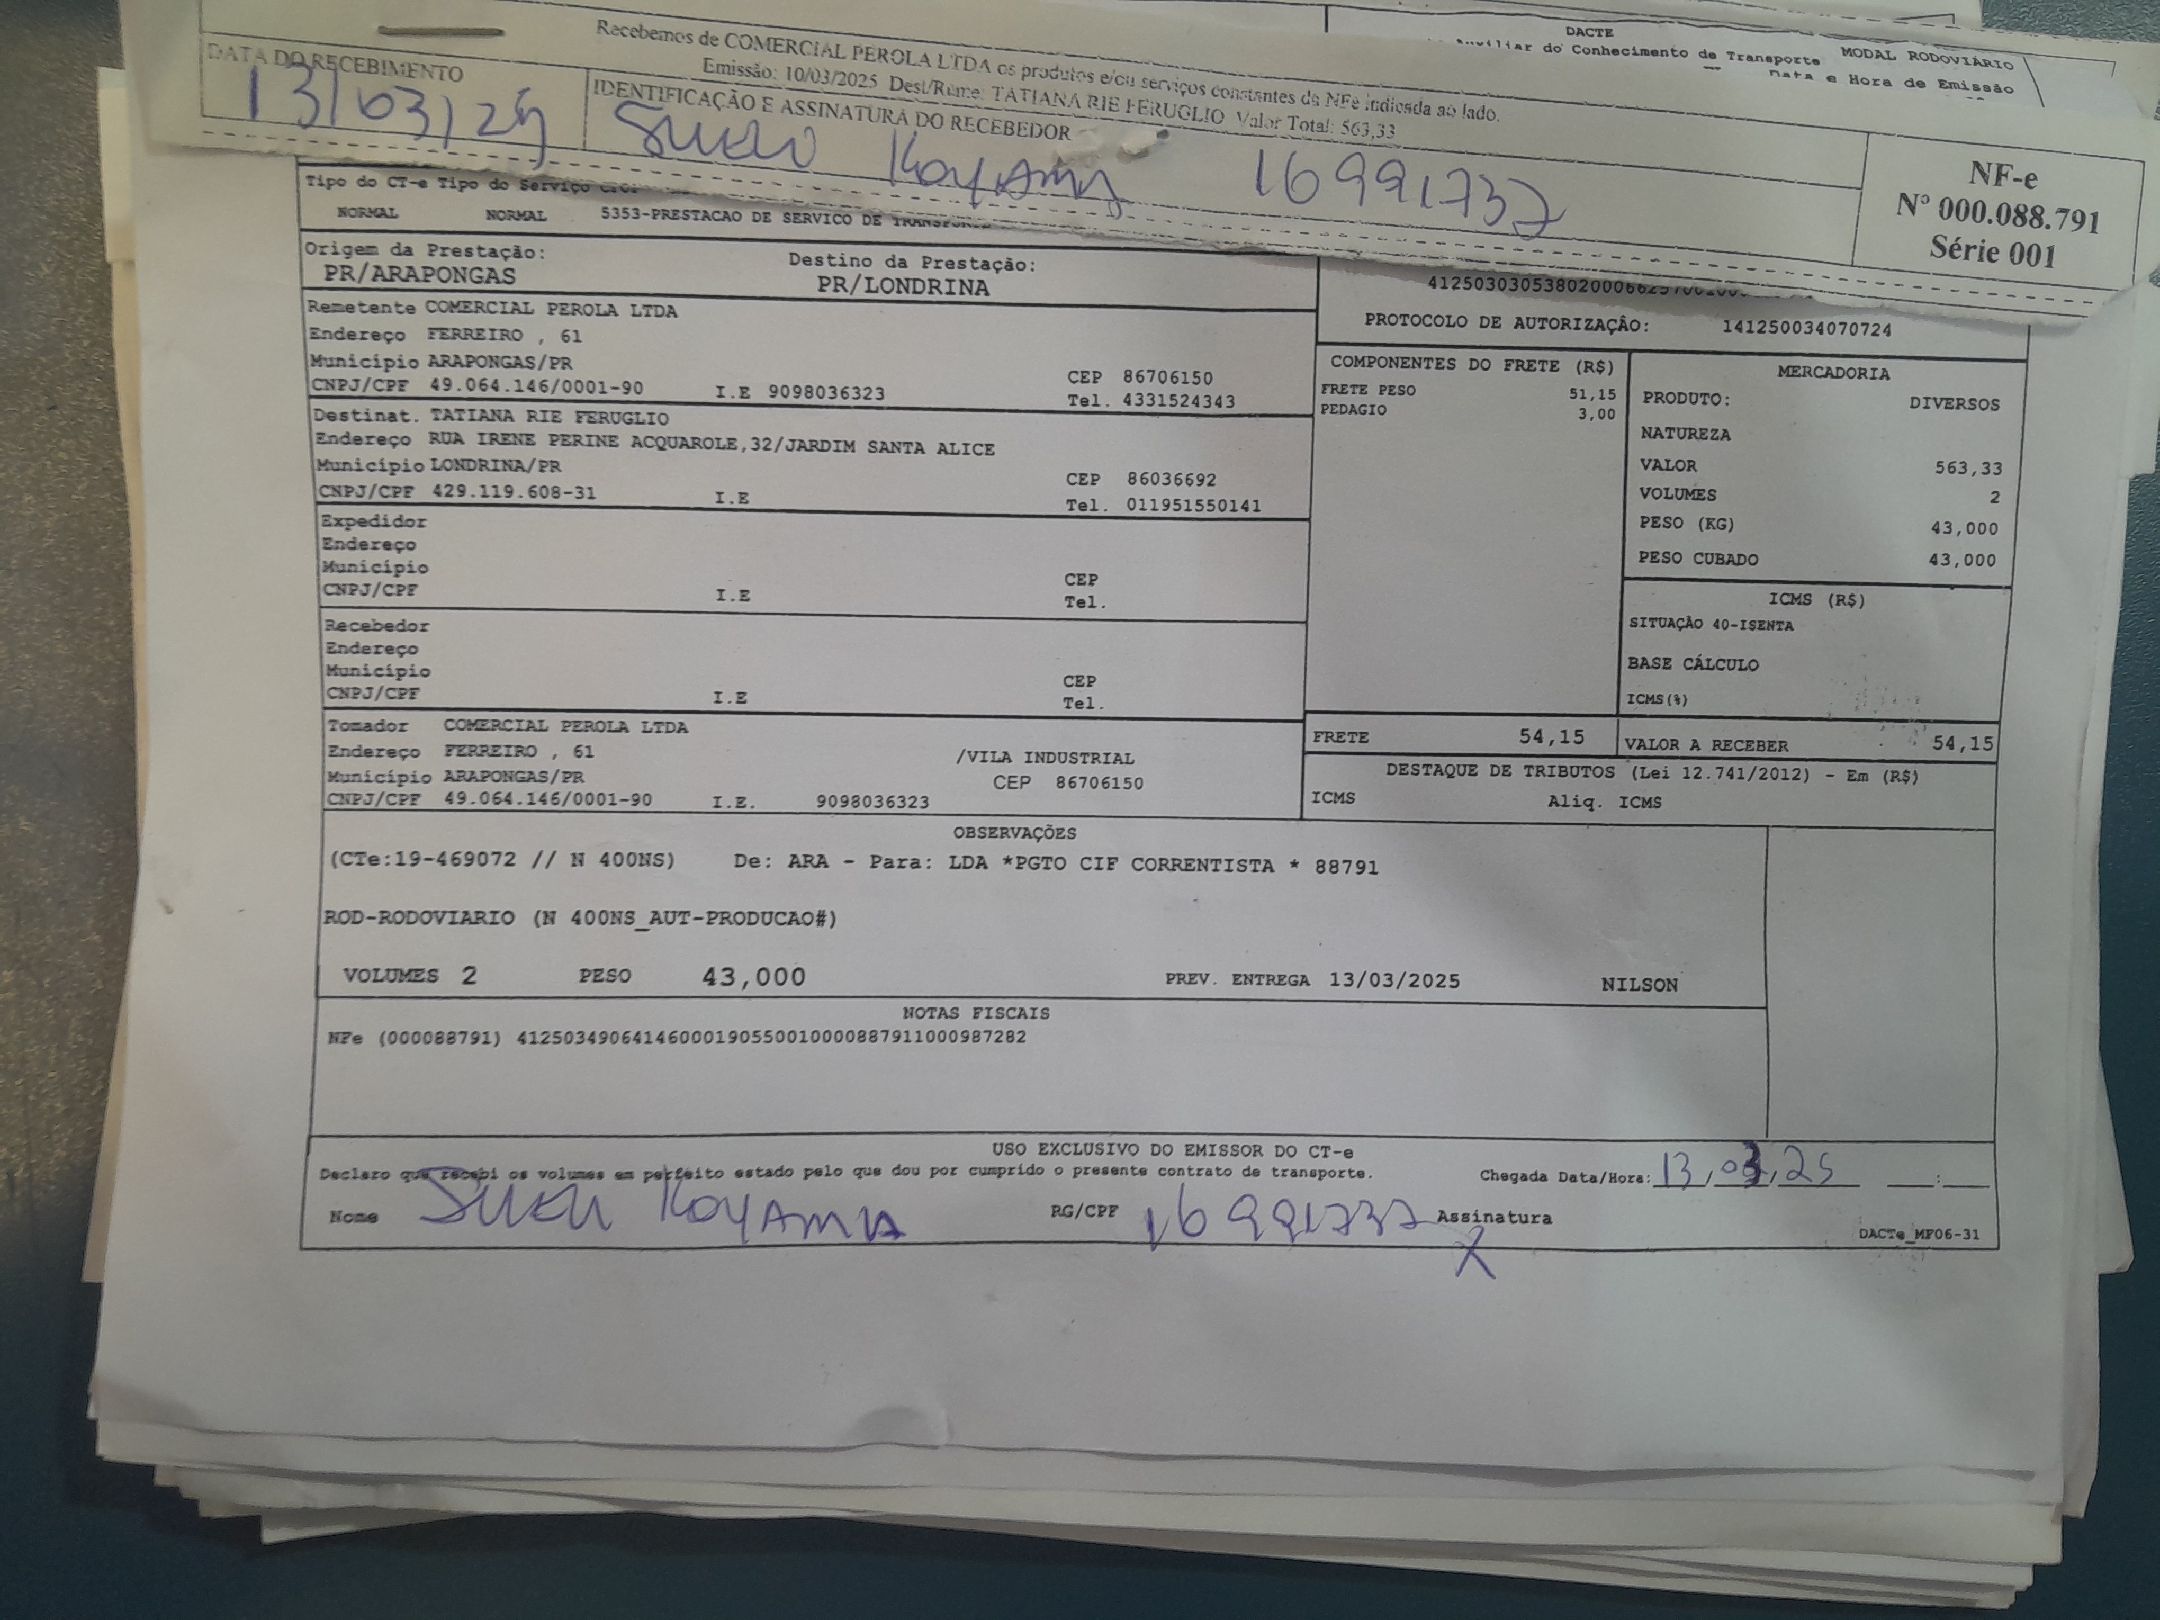 DACTE
Auxiliar do Conhecimento de Transporte
MODAL RODOVIÁRIO
Data e Hora de Emissão
Recebemos de COMERCIAL PEROLA LTDA os produtos e/ou serviços constantes da NFe indicada ao lado.
Emissão: 10/03/2025 Dest/Rume: TATIANA RIE FERUGLIO Valor Total: 563,33
DATA DO RECEBIMENTO
13/03/25
IDENTIFICAÇÃO E ASSINATURA DO RECEBEDOR
Koyama 16991737
NF-e
Nº 000.088.791
Série 001
Tipo do CT-e Tipo do Serviço
NORMAL NORMAL 5353-PRESTACAO DE SERVICO DE TRANSPORTE
Origem da Prestação: Destino da Prestação:
PR/ARAPONGAS PR/LONDRINA
PROTOCOLO DE AUTORIZAÇÂO: 141250034070724
Remetente COMERCIAL PEROLA LTDA
Endereço FERREIRO , 61
Município ARAPONGAS/PR CEP 86706150
CNPJ/CPF 49.064.146/0001-90 I.E 9098036323 Tel. 4331524343
Destinat. TATIANA RIE FERUGLIO
Endereço RUA IRENE PERINE ACQUAROLE,32/JARDIM SANTA ALICE
Município LONDRINA/PR CEP 86036692
CNPJ/CPF 429.119.608-31 I.E Tel. 011951550141
Expedidor
Endereço
Município CEP
CNPJ/CPF I.E Tel.
Recebedor
Endereço
Município CEP
CNPJ/CPF I.E Tel.
Tomador COMERCIAL PEROLA LTDA
Endereço FERREIRO , 61 /VILA INDUSTRIAL
Município ARAPONGAS/PR CEP 86706150
CNPJ/CPF 49.064.146/0001-90 I.E. 9098036323
COMPONENTES DO FRETE (R$)
FRETE PESO 51,15
PEDAGIO 3,00
MERCADORIA
PRODUTO: DIVERSOS
NATUREZA
VALOR 563,33
VOLUMES 2
PESO (KG) 43,000
PESO CUBADO 43,000
ICMS (R$)
SITUAÇÃO 40-ISENTA
BASE CÁLCULO
ICMS(%)
FRETE 54,15 VALOR A RECEBER 54,15
DESTAQUE DE TRIBUTOS (Lei 12.741/2012) - Em (R$)
ICMS Aliq. ICMS
OBSERVAÇÕES
(CTe:19-469072 // N 400NS) De: ARA - Para: LDA *PGTO CIF CORRENTISTA * 88791
ROD-RODOVIARIO (N 400NS_AUT-PRODUCAO#)
VOLUMES 2 PESO 43,000 PREV. ENTREGA 13/03/2025 NILSON
NOTAS FISCAIS
NFe (000088791) 41250349064146000190550010000887911000987282
USO EXCLUSIVO DO EMISSOR DO CT-e
Declaro que recebi os volumes em perfeito estado pelo que dou por cumprido o presente contrato de transporte. Chegada Data/Hora: 13,03,25 :
Nome Sueli Koyama RG/CPF 16991737 Assinatura
X
DACTe_MF06-31